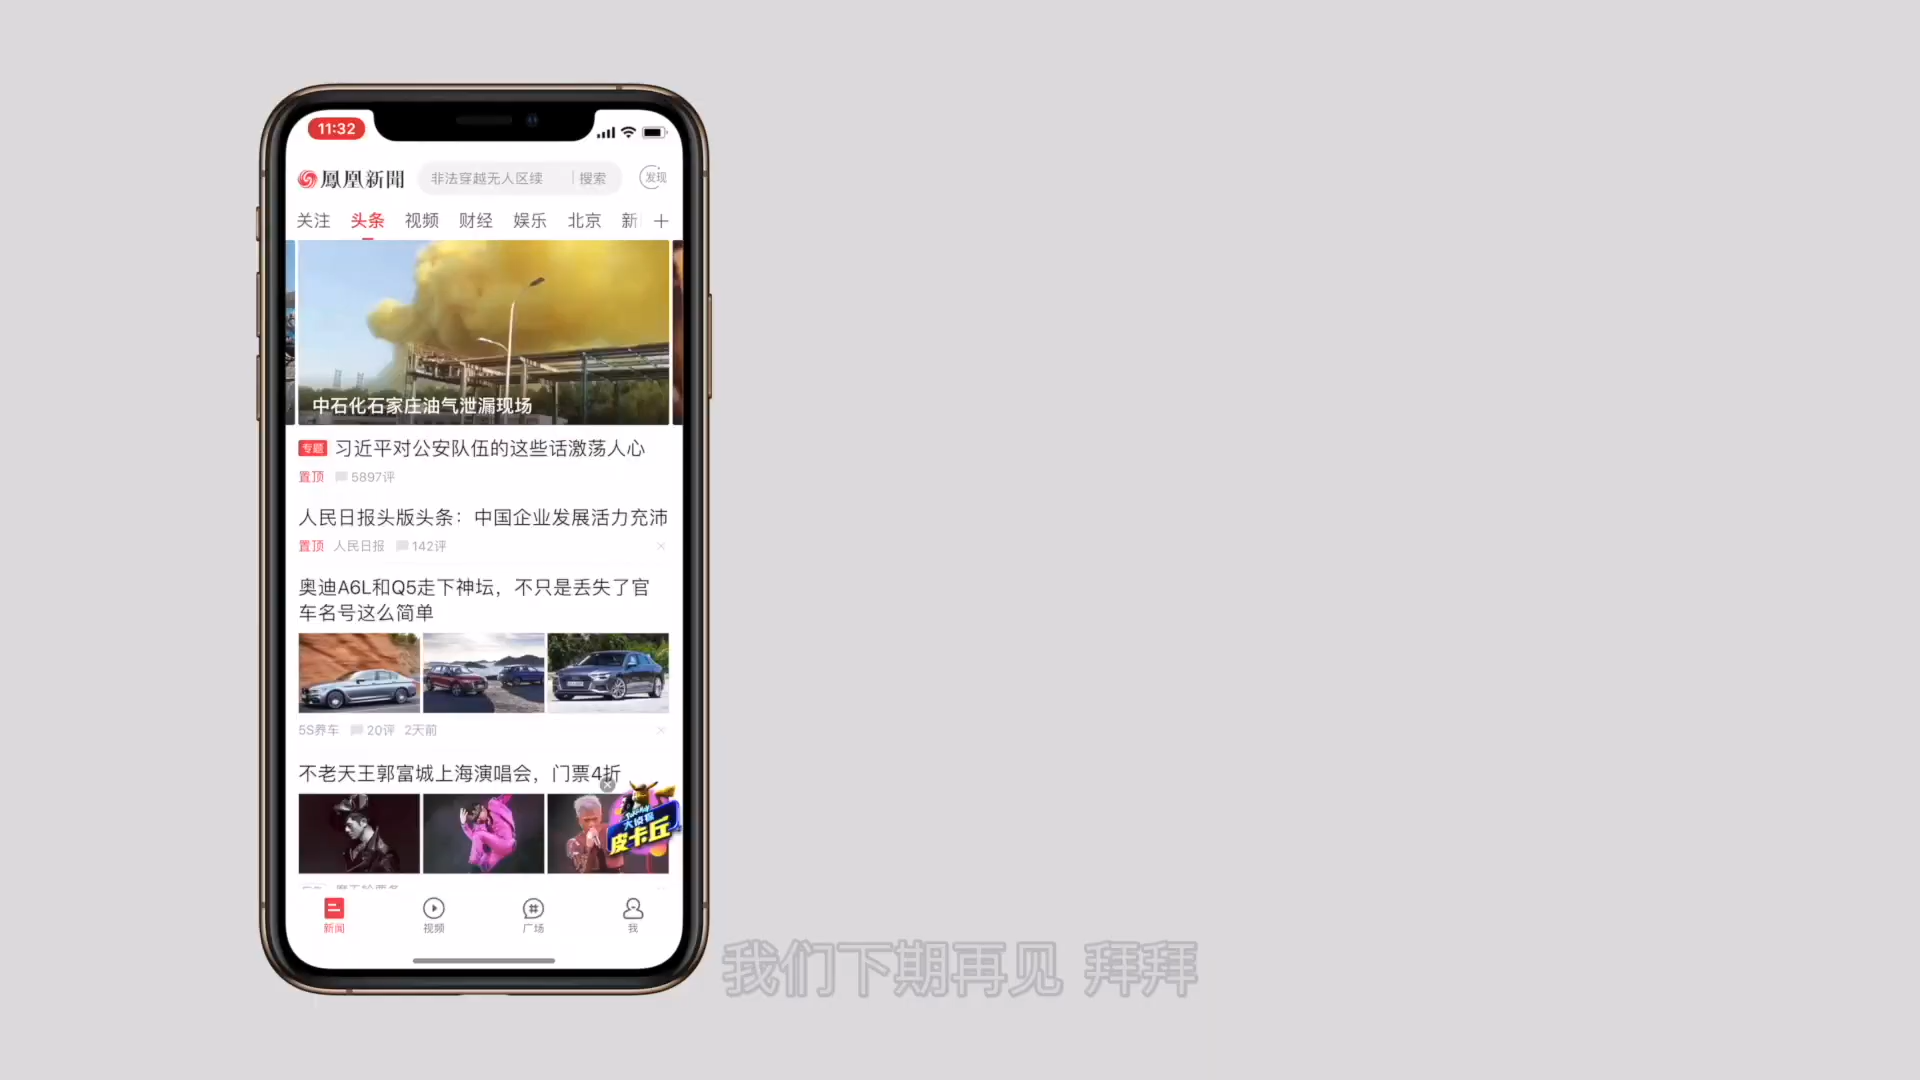 11:32
鳳凰新聞
非法穿越无人区续
搜索
发现
关注 头条 视频 财经 娱乐 北京 新
中石化石家庄油气泄漏现场
专题 习近平对公安队伍的这些话激荡人心
置顶 5897评
人民日报头版头条：中国企业发展活力充沛
置顶 人民日报 142评
奥迪A6L和Q5走下神坛，不只是丢失了官
车名号这么简单
5S养车 20评 2天前
不老天王郭富城上海演唱会，门票4折
大侦探
皮卡丘
新闻 视频 广场 我
我们下期再见 拜拜